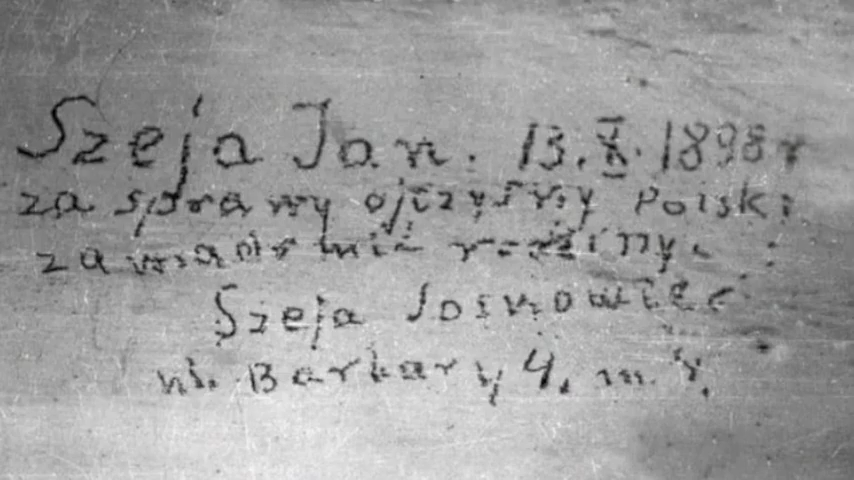 Szeja Jan. 13. X. 1898 r
za sprawy ojczyzny Polski
za
Szeja Sosnowiec
ul. Barbary 4. m.